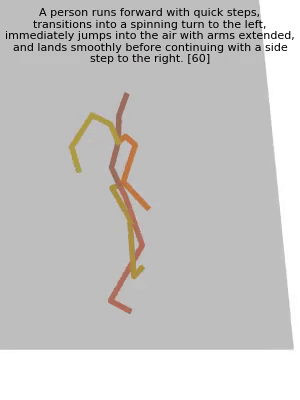 A person runs forward with quick steps,
transitions into a spinning turn to the left,
immediately jumps into the air with arms extended,
and lands smoothly before continuing with a side
step to the right. [60]